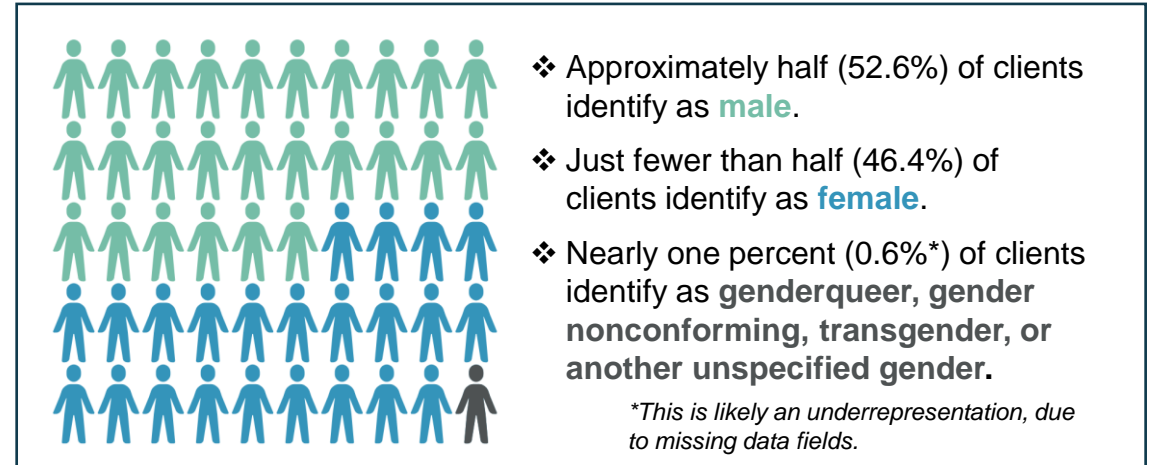 ❖ Approximately half (52.6%) of clients
identify as male.
❖ Just fewer than half (46.4%) of
clients identify as female.
❖ Nearly one percent (0.6%*) of clients
identify as genderqueer, gender
nonconforming, transgender, or
another unspecified gender.
*This is likely an underrepresentation, due
to missing data fields.